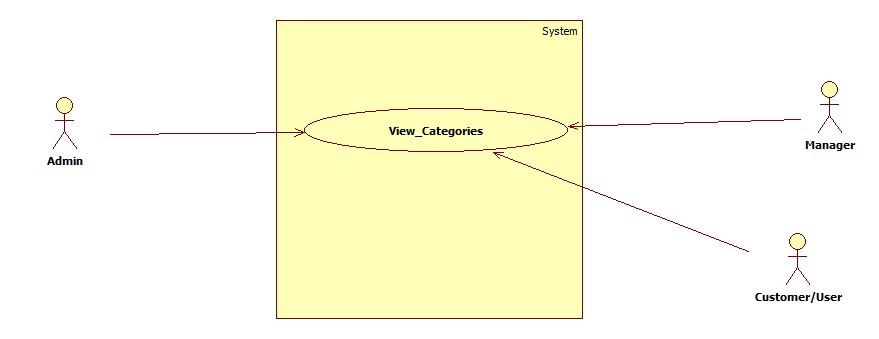 System
View_Categories
Admin
Manager
Customer/User